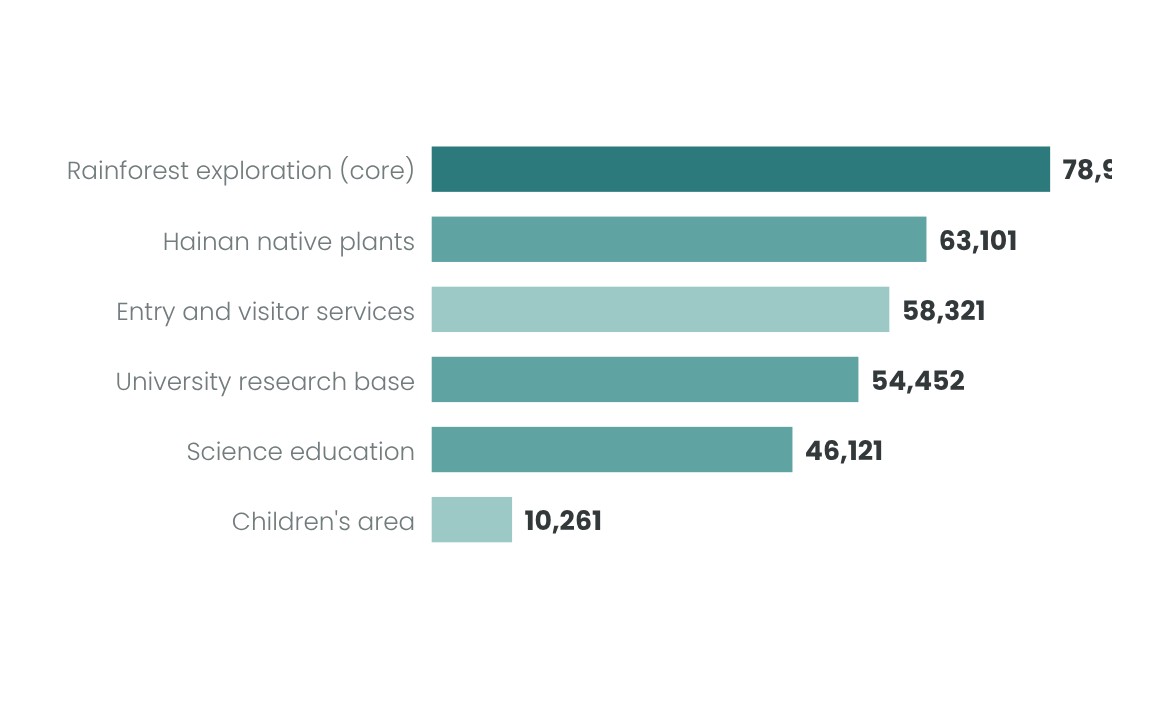 Rainforest exploration (core) 78,9
Hainan native plants 63,101
Entry and visitor services 58,321
University research base 54,452
Science education 46,121
Children's area 10,261